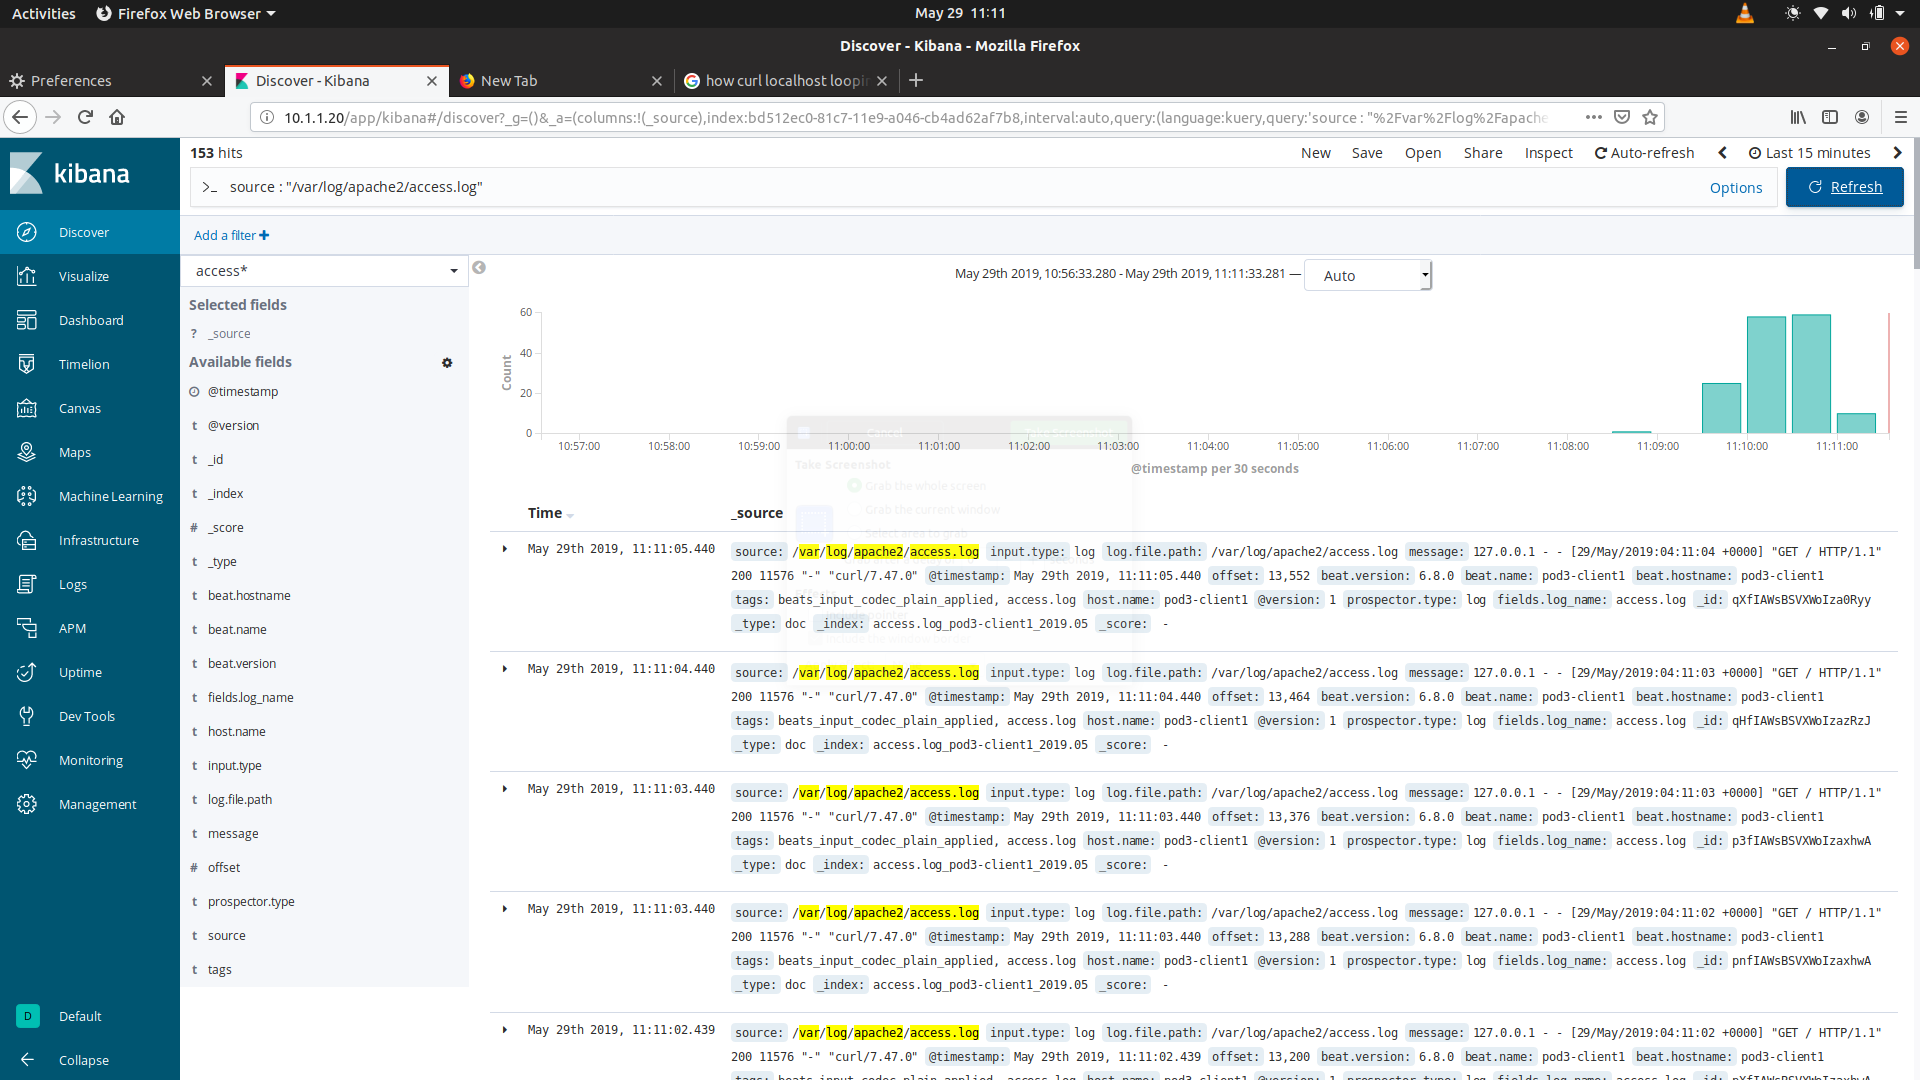 Activities Firefox Web Browser May 29 11:11
Discover - Kibana - Mozilla Firefox
Preferences Discover - Kibana New Tab how curl localhost loopin
10.1.1.20/app/kibana#/discover?_g=()&_a=(columns:!(_source),index:bd512ec0-81c7-11e9-a046-cb4ad62af7b8,interval:auto,query:(language:kuery,query:'source : "%2Fvar%2Flog%2Fapache
kibana
Discover
Visualize
Dashboard
Timelion
Canvas
Maps
Machine Learning
Infrastructure
Logs
APM
Uptime
Dev Tools
Monitoring
Management
D Default
Collapse
153 hits New Save Open Share Inspect Auto-refresh Last 15 minutes
>_ source : "/var/log/apache2/access.log" Options Refresh
Add a filter
access*
Selected fields
? _source
Available fields
@timestamp
t @version
t _id
t _index
# _score
t _type
t beat.hostname
t beat.name
t beat.version
t fields.log_name
t host.name
t input.type
t log.file.path
t message
# offset
t prospector.type
t source
t tags
May 29th 2019, 10:56:33.280 - May 29th 2019, 11:11:33.281 — Auto
Count
60
40
20
0
10:57:00 10:58:00 10:59:00 11:00:00 11:01:00 11:02:00 11:03:00 11:04:00 11:05:00 11:06:00 11:07:00 11:08:00 11:09:00 11:10:00 11:11:00
@timestamp per 30 seconds
Cancel Take Screenshot
Take Screenshot
Grab the whole screen
Grab the current window
Select area to grab
Time _source
May 29th 2019, 11:11:05.440 source: /var/log/apache2/access.log input.type: log log.file.path: /var/log/apache2/access.log message: 127.0.0.1 - - [29/May/2019:04:11:04 +0000] "GET / HTTP/1.1"
200 11576 "-" "curl/7.47.0" @timestamp: May 29th 2019, 11:11:05.440 offset: 13,552 beat.version: 6.8.0 beat.name: pod3-client1 beat.hostname: pod3-client1
tags: beats_input_codec_plain_applied, access.log host.name: pod3-client1 @version: 1 prospector.type: log fields.log_name: access.log _id: qXfIAWsBSVXWoIza0Ryy
_type: doc _index: access.log_pod3-client1_2019.05 _score: -
May 29th 2019, 11:11:04.440 source: /var/log/apache2/access.log input.type: log log.file.path: /var/log/apache2/access.log message: 127.0.0.1 - - [29/May/2019:04:11:03 +0000] "GET / HTTP/1.1"
200 11576 "-" "curl/7.47.0" @timestamp: May 29th 2019, 11:11:04.440 offset: 13,464 beat.version: 6.8.0 beat.name: pod3-client1 beat.hostname: pod3-client1
tags: beats_input_codec_plain_applied, access.log host.name: pod3-client1 @version: 1 prospector.type: log fields.log_name: access.log _id: qHfIAWsBSVXWoIzazRzJ
_type: doc _index: access.log_pod3-client1_2019.05 _score: -
May 29th 2019, 11:11:03.440 source: /var/log/apache2/access.log input.type: log log.file.path: /var/log/apache2/access.log message: 127.0.0.1 - - [29/May/2019:04:11:03 +0000] "GET / HTTP/1.1"
200 11576 "-" "curl/7.47.0" @timestamp: May 29th 2019, 11:11:03.440 offset: 13,376 beat.version: 6.8.0 beat.name: pod3-client1 beat.hostname: pod3-client1
tags: beats_input_codec_plain_applied, access.log host.name: pod3-client1 @version: 1 prospector.type: log fields.log_name: access.log _id: p3fIAWsBSVXWoIzaxhwA
_type: doc _index: access.log_pod3-client1_2019.05 _score: -
May 29th 2019, 11:11:03.440 source: /var/log/apache2/access.log input.type: log log.file.path: /var/log/apache2/access.log message: 127.0.0.1 - - [29/May/2019:04:11:02 +0000] "GET / HTTP/1.1"
200 11576 "-" "curl/7.47.0" @timestamp: May 29th 2019, 11:11:03.440 offset: 13,288 beat.version: 6.8.0 beat.name: pod3-client1 beat.hostname: pod3-client1
tags: beats_input_codec_plain_applied, access.log host.name: pod3-client1 @version: 1 prospector.type: log fields.log_name: access.log _id: pnfIAWsBSVXWoIzaxhwA
_type: doc _index: access.log_pod3-client1_2019.05 _score: -
May 29th 2019, 11:11:02.439 source: /var/log/apache2/access.log input.type: log log.file.path: /var/log/apache2/access.log message: 127.0.0.1 - - [29/May/2019:04:11:02 +0000] "GET / HTTP/1.1"
200 11576 "-" "curl/7.47.0" @timestamp: May 29th 2019, 11:11:02.439 offset: 13,200 beat.version: 6.8.0 beat.name: pod3-client1 beat.hostname: pod3-client1